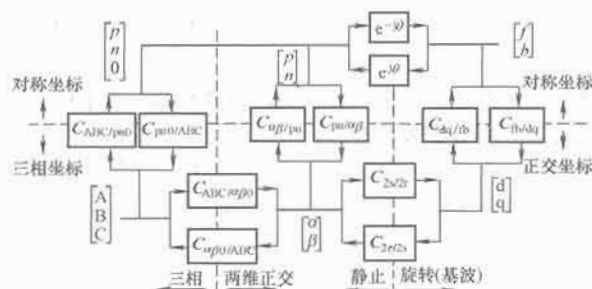 e^{-jθ}
[p n 0]
[p n]
[f b]
e^{jθ}
对称坐标
对称坐标
C_{ABC/pn0}
C_{pn0/ABC}
C_{αβ/pn}
C_{pn/αβ}
C_{dq/fb}
C_{fb/dq}
三相坐标
正交坐标
C_{ABC/αβ0}
C_{2s/2r}
[A B C]
[α β]
[d q]
C_{αβ0/ABC}
C_{2r/2s}
三相
两维正交
静止
旋转(基波)